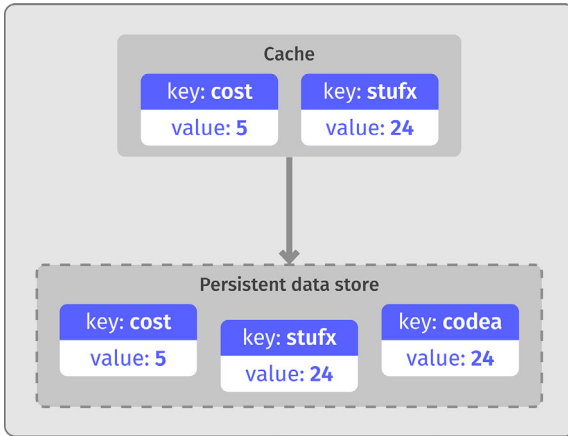 Cache
key: cost
value: 5
key: stufx
value: 24
Persistent data store
key: cost
value: 5
key: stufx
value: 24
key: codea
value: 24